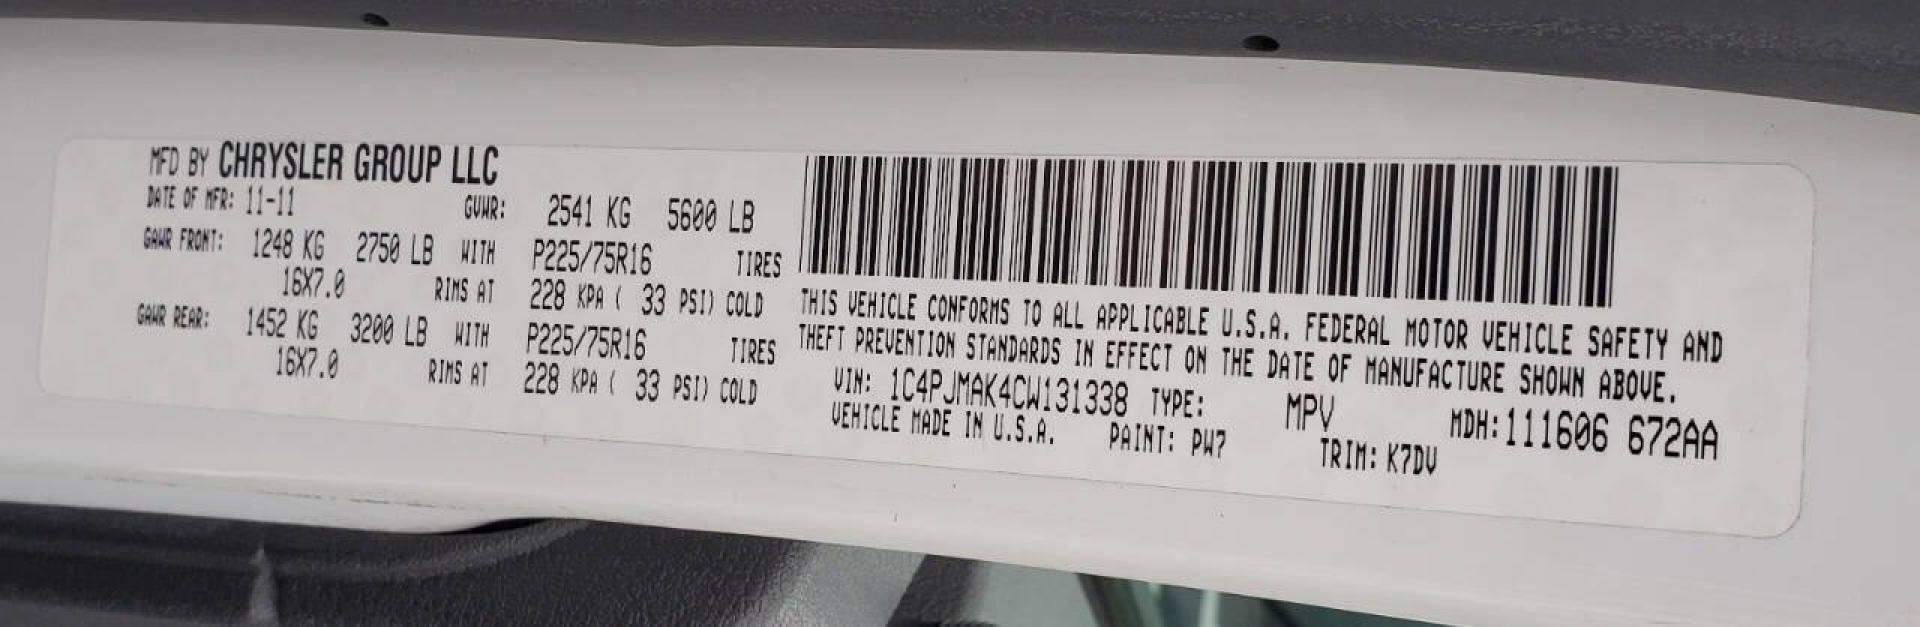 MFD BY CHRYSLER GROUP LLC
DATE OF MFR: 11-11 GVWR: 2541 KG 5600 LB
GAWR FRONT: 1248 KG 2750 LB WITH P225/75R16 TIRES
16X7.0 RIMS AT 228 KPA ( 33 PSI) COLD
GAWR REAR: 1452 KG 3200 LB WITH P225/75R16 TIRES
16X7.0 RIMS AT 228 KPA ( 33 PSI) COLD
THIS VEHICLE CONFORMS TO ALL APPLICABLE U.S.A. FEDERAL MOTOR VEHICLE SAFETY AND
THEFT PREVENTION STANDARDS IN EFFECT ON THE DATE OF MANUFACTURE SHOWN ABOVE.
VIN: 1C4PJMAK4CW131338 TYPE: MPV MDH:111606 672AA
VEHICLE MADE IN U.S.A. PAINT: PW7 TRIM: K7DV